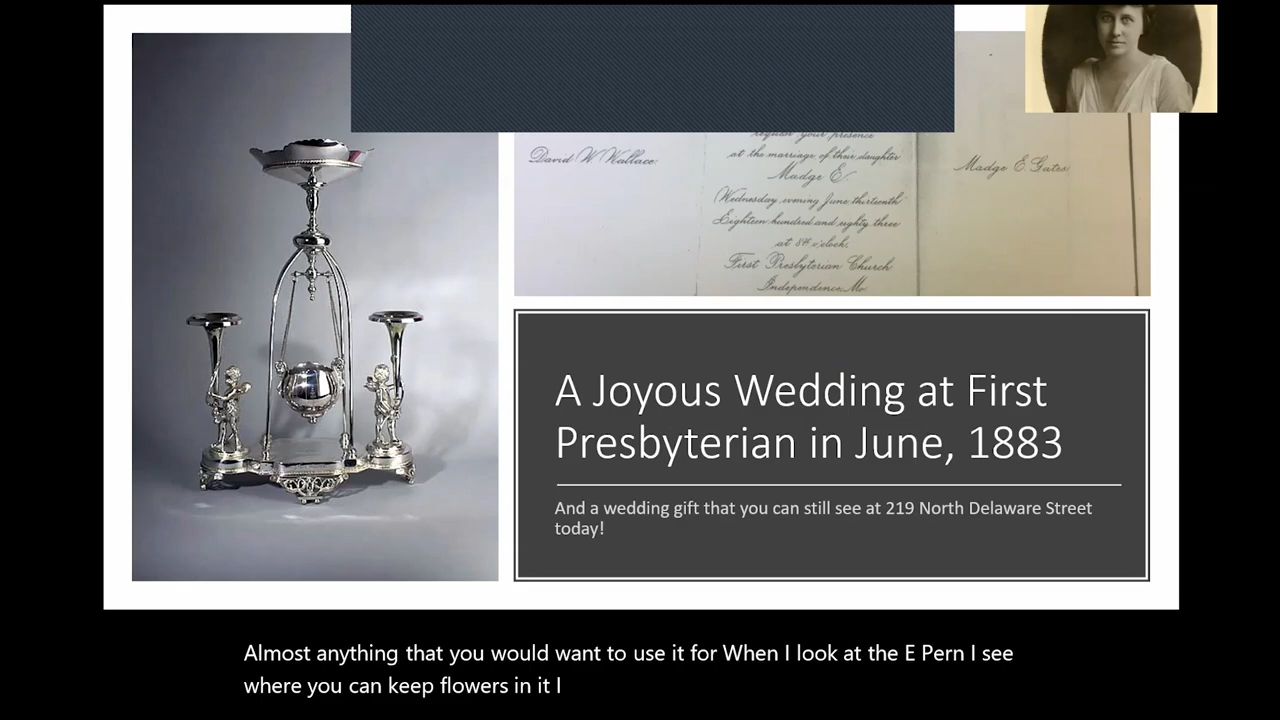 request your presence
at the marriage of their daughter
Madge E.
Wednesday evening June thirteenth
Eighteen hundred and eighty three
at 8 o'clock.
First Presbyterian Church
Independence, Mo
David W Wallace
Madge E. Gates
A Joyous Wedding at First
Presbyterian in June, 1883
And a wedding gift that you can still see at 219 North Delaware Street
today!
Almost anything that you would want to use it for When I look at the E Pern I see
where you can keep flowers in it I